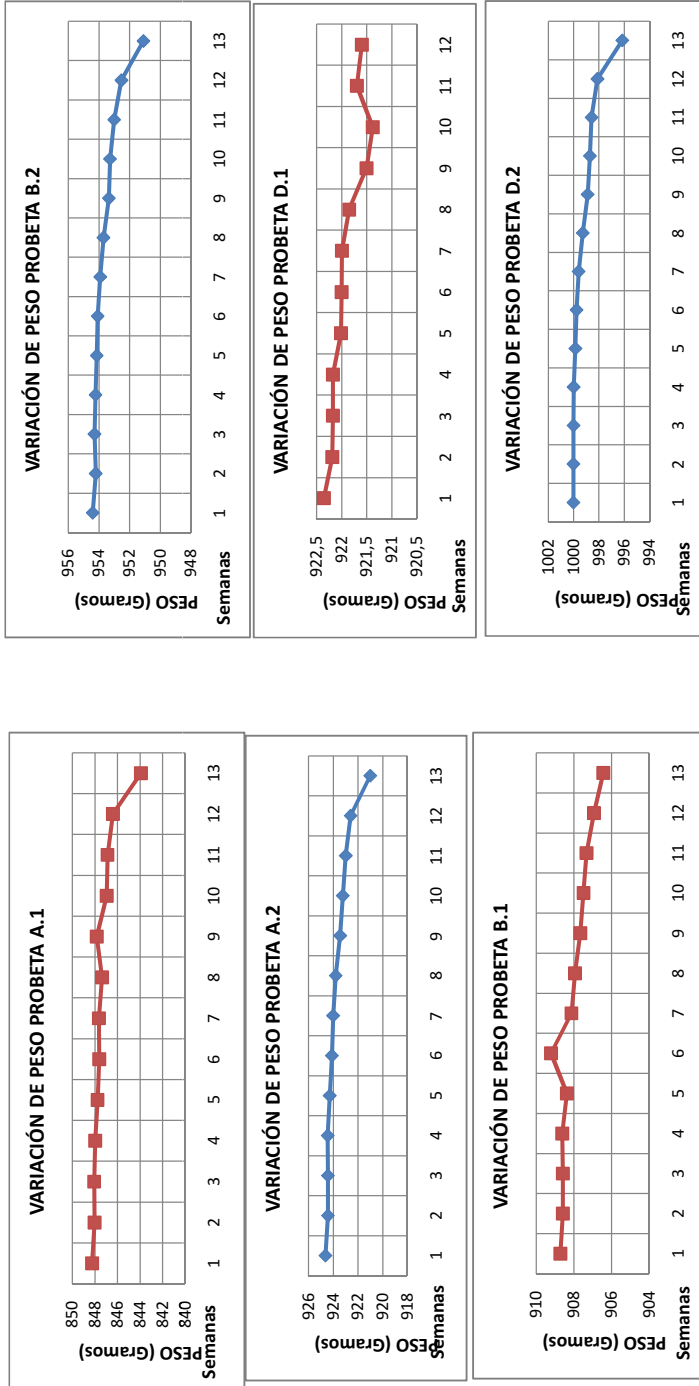 VARIACIÓN DE PESO PROBETA A.1
PESO (Gramos)
850
848
846
844
842
840
1 2 3 4 5 6 7 8 9 10 11 12 13
Semanas
VARIACIÓN DE PESO PROBETA A.2
PESO (Gramos)
926
924
922
920
918
1 2 3 4 5 6 7 8 9 10 11 12 13
Semanas
VARIACIÓN DE PESO PROBETA B.1
PESO (Gramos)
910
908
906
904
1 2 3 4 5 6 7 8 9 10 11 12 13
Semanas
VARIACIÓN DE PESO PROBETA B.2
PESO (Gramos)
956
954
952
950
948
1 2 3 4 5 6 7 8 9 10 11 12 13
Semanas
VARIACIÓN DE PESO PROBETA D.1
PESO (Gramos)
922,5
922
921,5
921
920,5
1 2 3 4 5 6 7 8 9 10 11 12
Semanas
VARIACIÓN DE PESO PROBETA D.2
PESO (Gramos)
1002
1000
998
996
994
1 2 3 4 5 6 7 8 9 10 11 12 13
Semanas